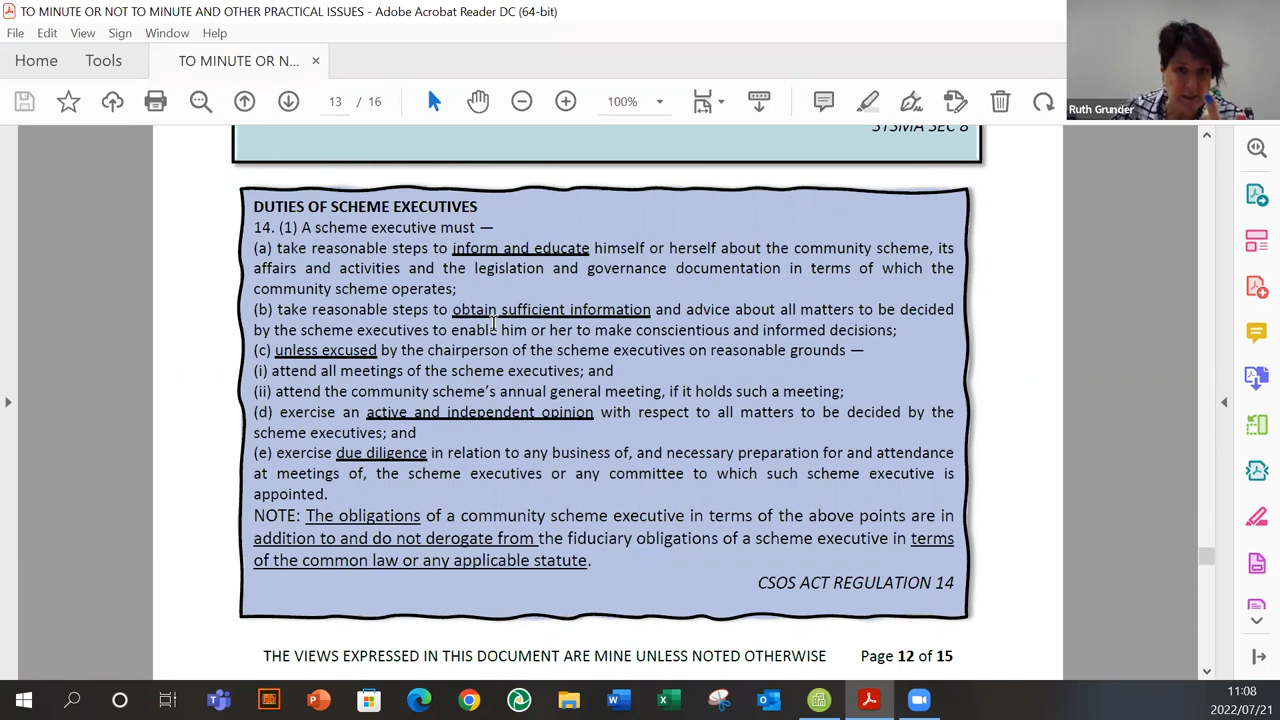 TO MINUTE OR NOT TO MINUTE AND OTHER PRACTICAL ISSUES - Adobe Acrobat Reader DC (64-bit)
File Edit View Sign Window Help
Home Tools TO MINUTE OR N... ×
13 / 16 100%
Ruth Grunder
STSMA SEC 8
DUTIES OF SCHEME EXECUTIVES
14. (1) A scheme executive must —
(a) take reasonable steps to inform and educate himself or herself about the community scheme, its
affairs and activities and the legislation and governance documentation in terms of which the
community scheme operates;
(b) take reasonable steps to obtain sufficient information and advice about all matters to be decided
by the scheme executives to enable him or her to make conscientious and informed decisions;
(c) unless excused by the chairperson of the scheme executives on reasonable grounds —
(i) attend all meetings of the scheme executives; and
(ii) attend the community scheme's annual general meeting, if it holds such a meeting;
(d) exercise an active and independent opinion with respect to all matters to be decided by the
scheme executives; and
(e) exercise due diligence in relation to any business of, and necessary preparation for and attendance
at meetings of, the scheme executives or any committee to which such scheme executive is
appointed.
NOTE: The obligations of a community scheme executive in terms of the above points are in
addition to and do not derogate from the fiduciary obligations of a scheme executive in terms
of the common law or any applicable statute.
CSOS ACT REGULATION 14
THE VIEWS EXPRESSED IN THIS DOCUMENT ARE MINE UNLESS NOTED OTHERWISE Page 12 of 15
11:08
2022/07/21